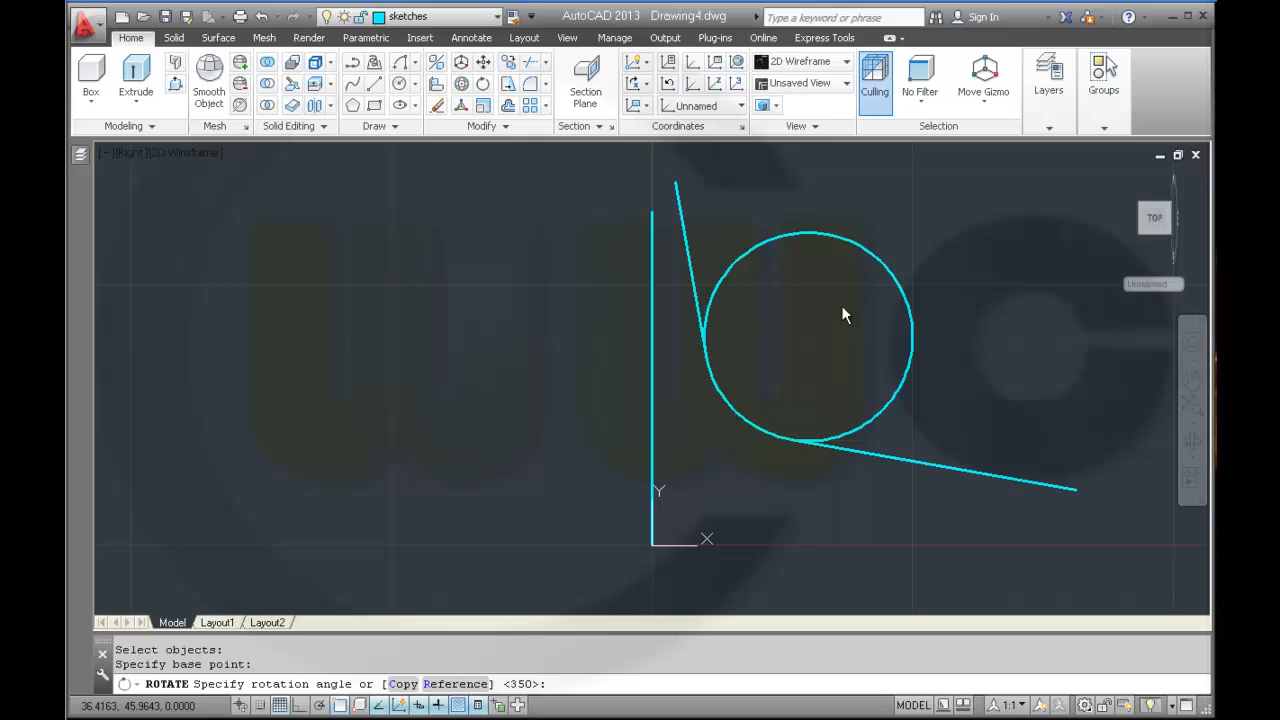 sketches
AutoCAD 2013 Drawing4.dwg
Type a keyword or phrase
Sign In
Home Solid Surface Mesh Render Parametric Insert Annotate Layout View Manage Output Plug-ins Online Express Tools
Box
Extrude
Smooth
Object
Section
Plane
Unnamed
2D Wireframe
Unsaved View
Culling
No Filter
Move Gizmo
Layers
Groups
Modeling Mesh Solid Editing Draw Modify Section Coordinates View Selection
[−][Right][2D Wireframe]
TOP
Unnamed
Y
X
Model Layout1 Layout2
Select objects:
Specify base point:
ROTATE Specify rotation angle or [Copy Reference] <350>:
36.4163, 45.9643, 0.0000
MODEL
1:1